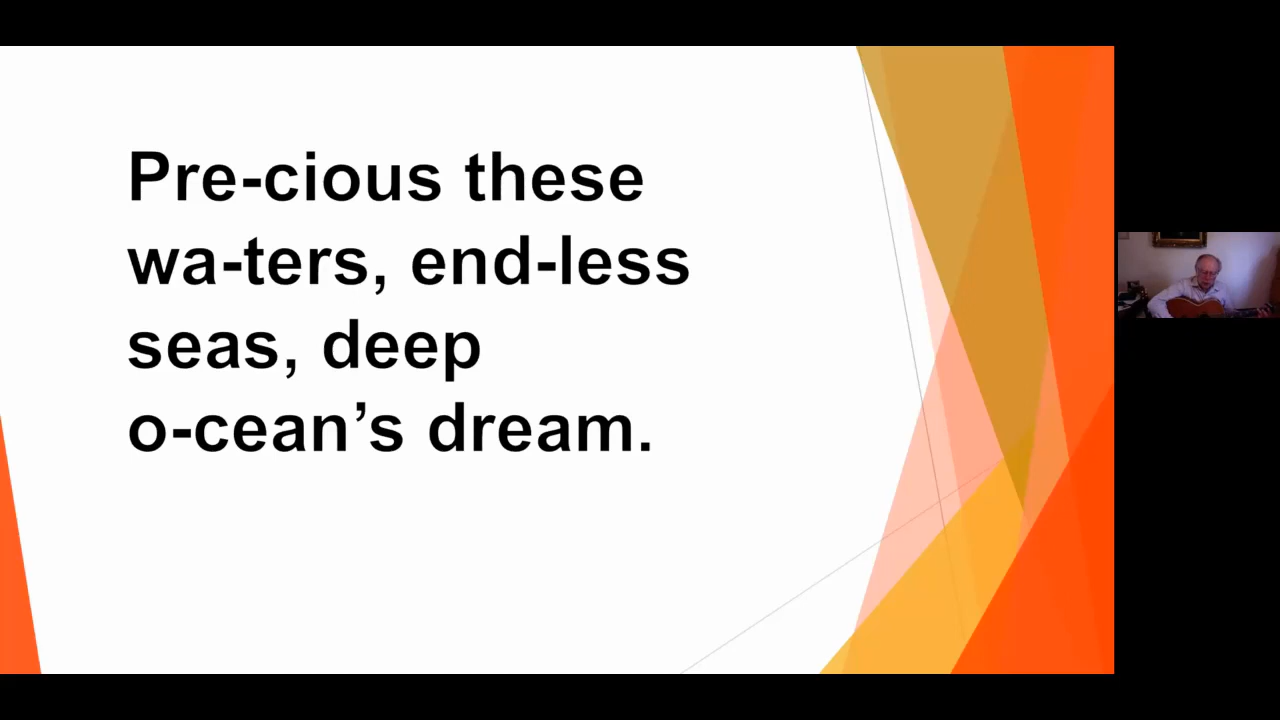 Pre-cious these
wa-ters, end-less
seas, deep
o-cean’s dream.